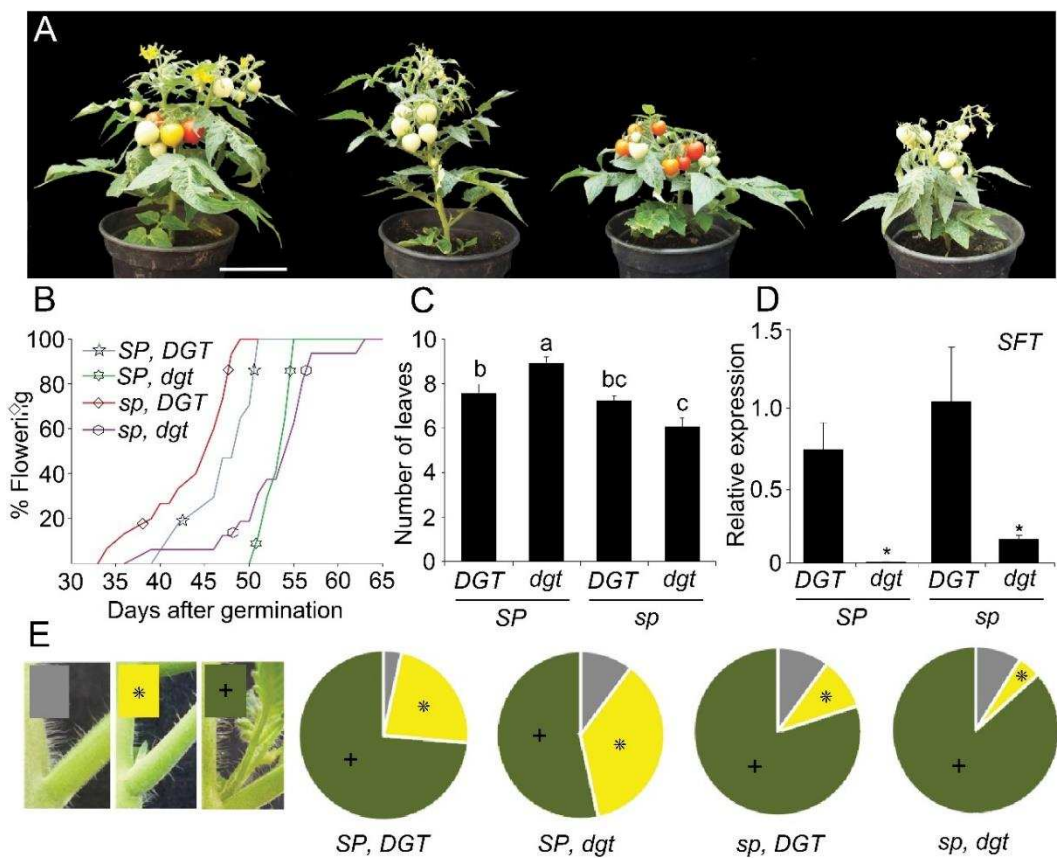 A
B
% Flowering
100
80
60
40
20
SP, DGT
SP, dgt
sp, DGT
sp, dgt
30 35 40 45 50 55 60 65
Days after germination
C
Number of leaves
10
8
6
4
2
0
b
a
bc
c
DGT dgt DGT dgt
SP sp
D
SFT
Relative expression
1.5
1.0
0.5
0
*
*
DGT dgt DGT dgt
SP sp
E
* +
+ *
+ *
+ *
+ *
SP, DGT
SP, dgt
sp, DGT
sp, dgt